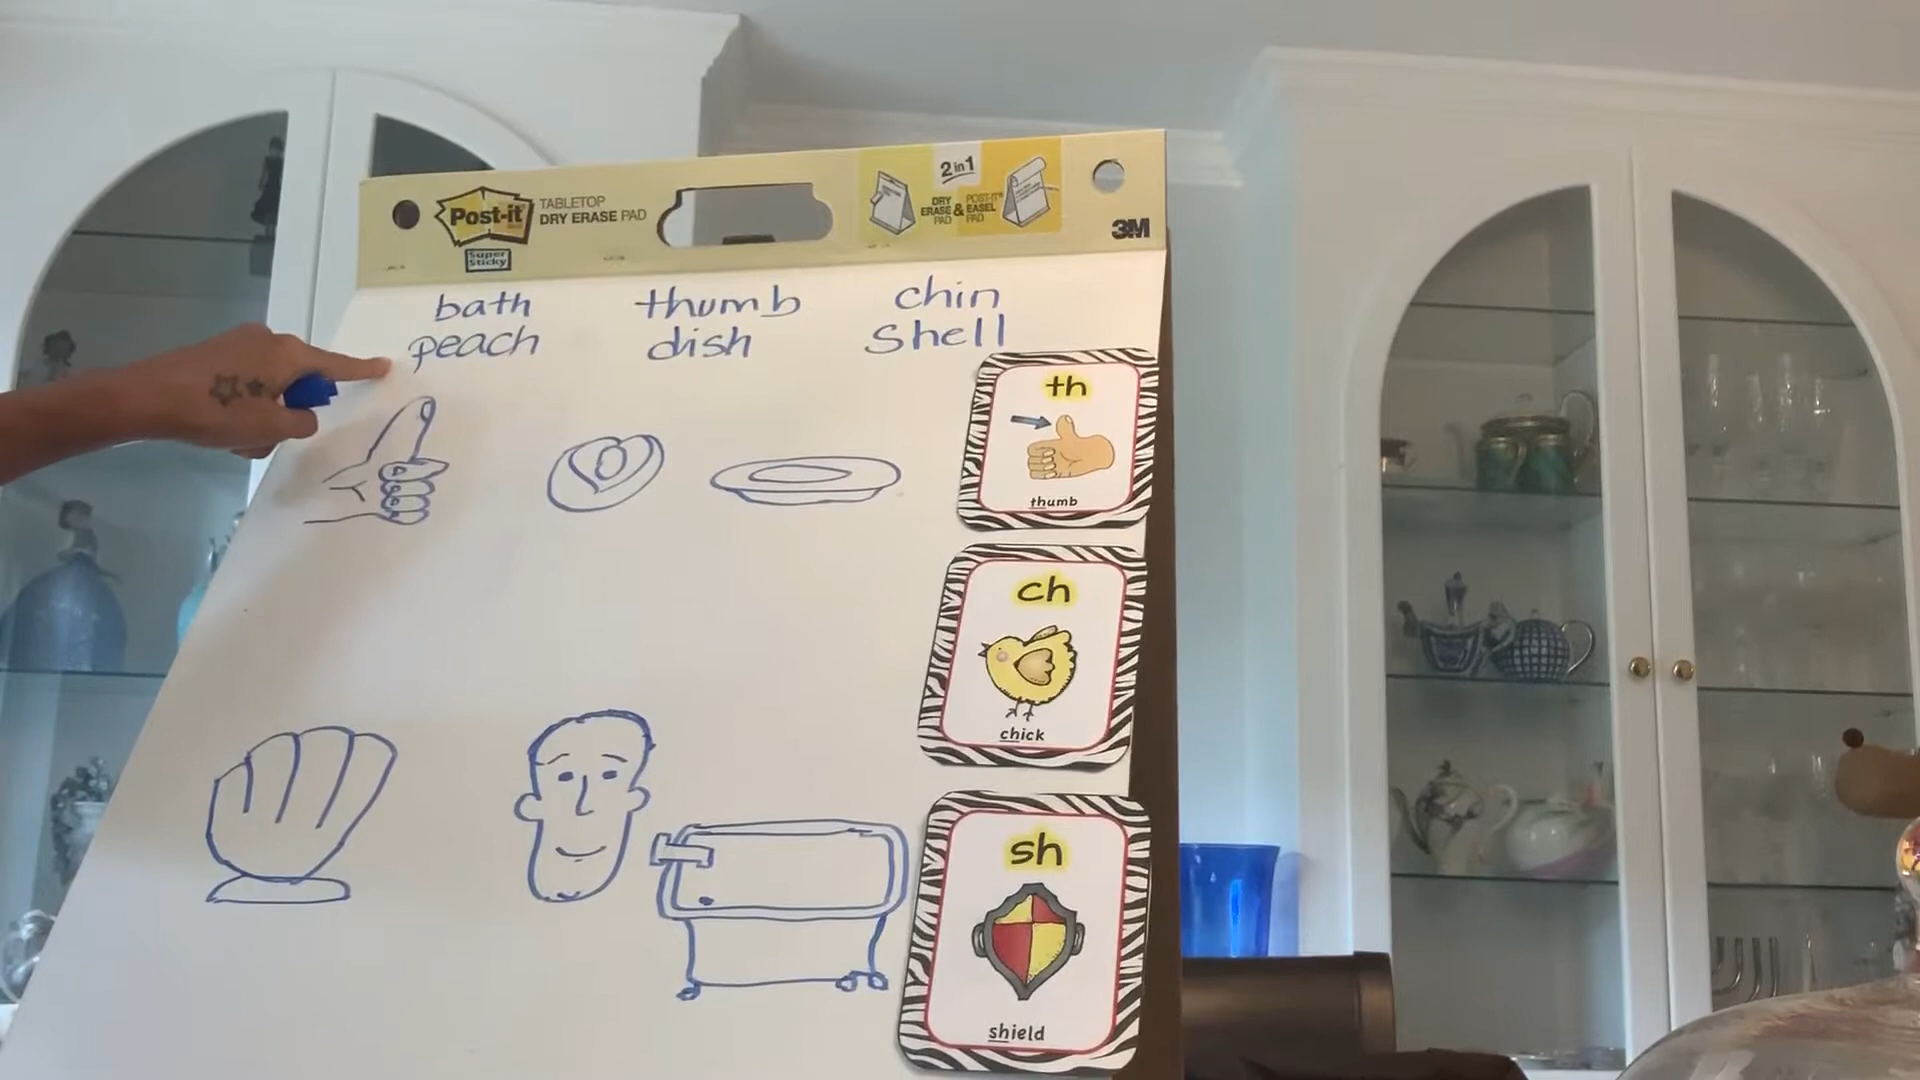 Post-it
Super
Sticky
TABLETOP
DRY ERASE PAD
2 in 1
DRY
ERASE
PAD
&
POST-IT®
EASEL
PAD
3M
bath thumb chin
peach dish shell
th
thumb
ch
chick
sh
shield